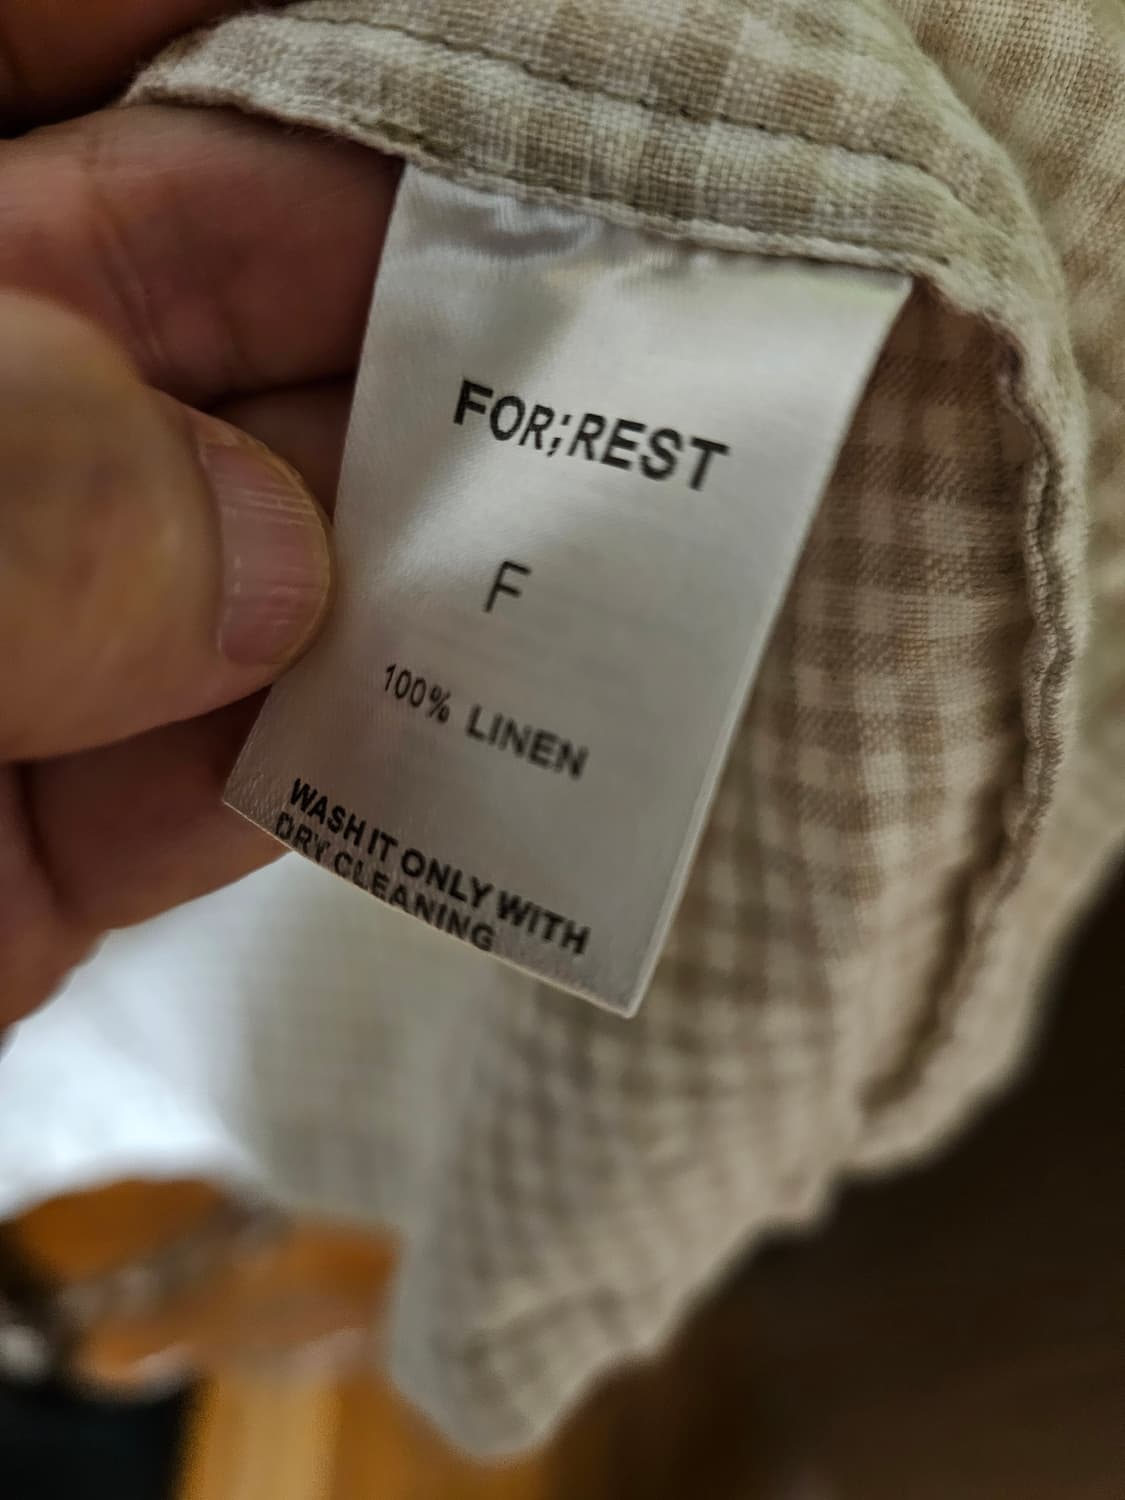 FOR;REST
F
100% LINEN
WASH IT ONLY WITH
DRY CLEANING